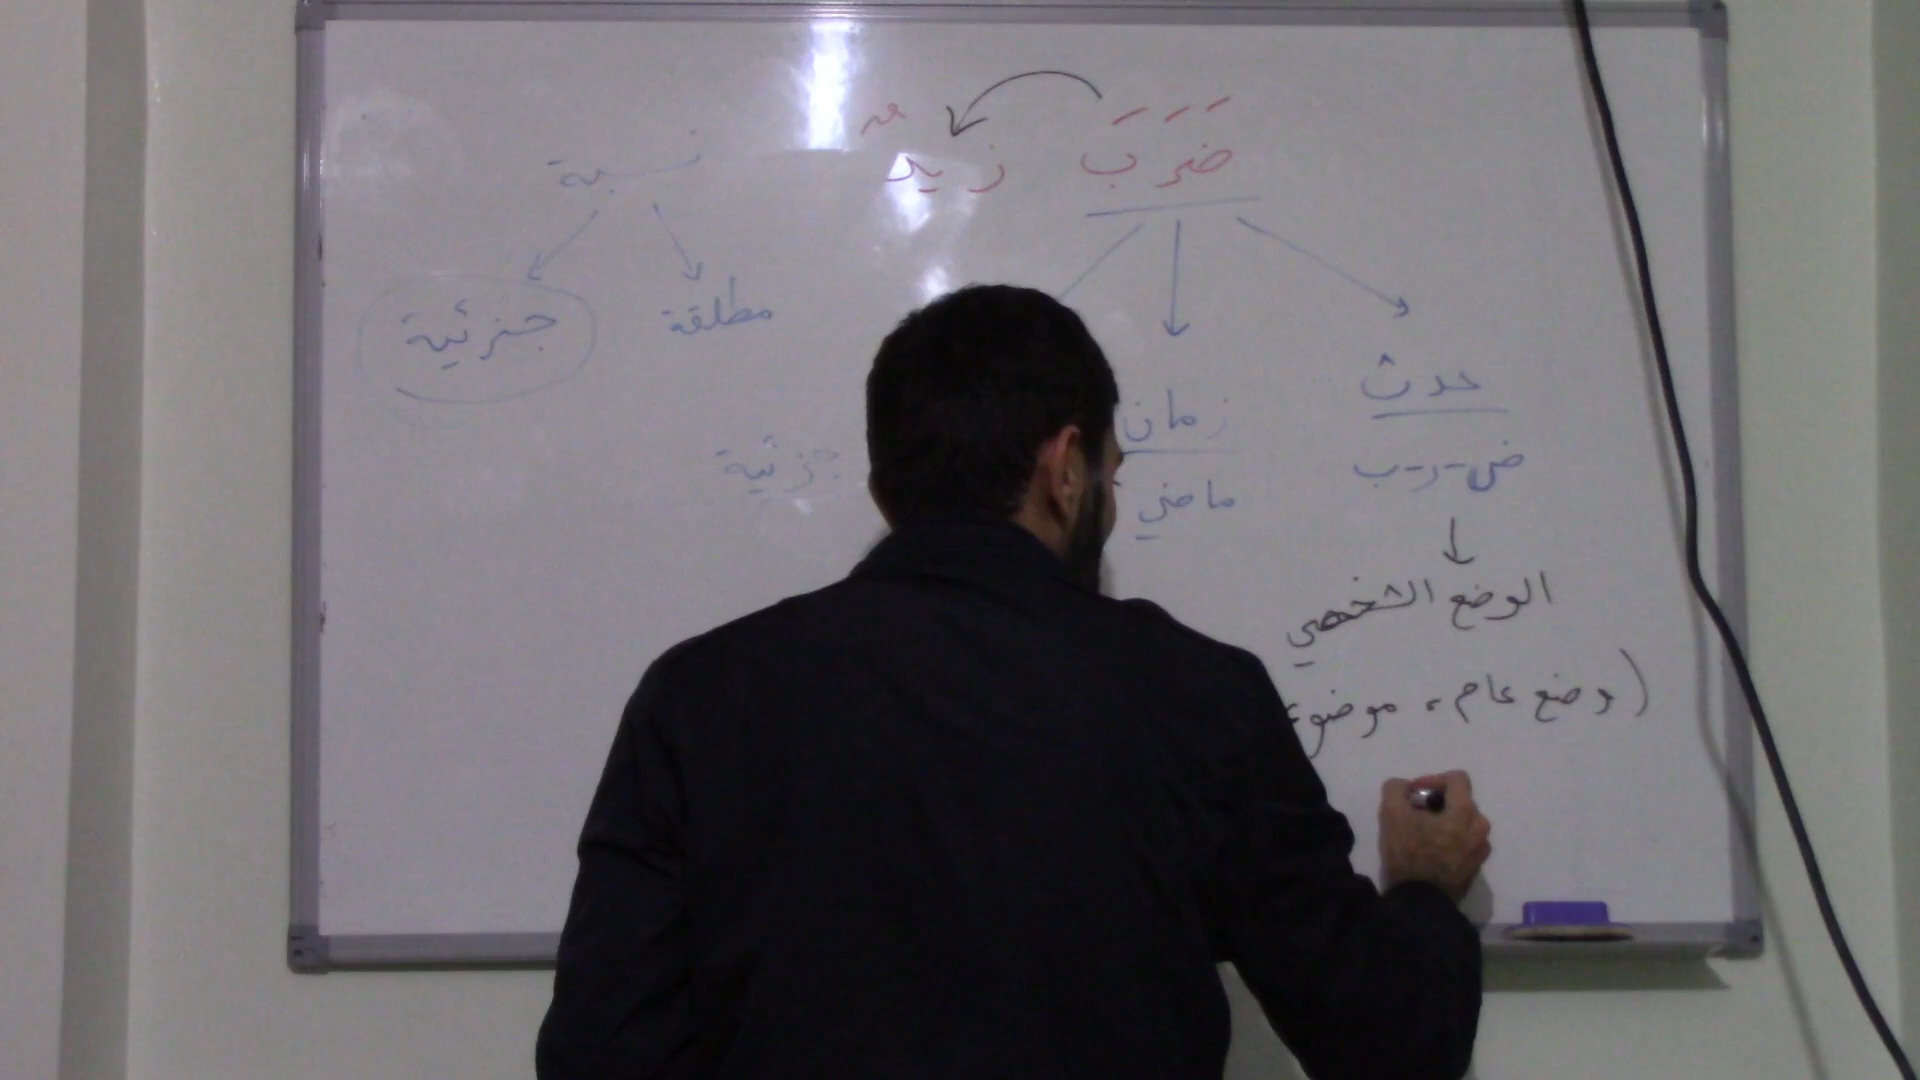 ضَرَبَ زيدٌ
نسبة
مطلقة
جزئية
حدث
زمان
ض-ر-ب
ماضي
جزئية
الوضع الشخصي
(وضع عام، موضوع